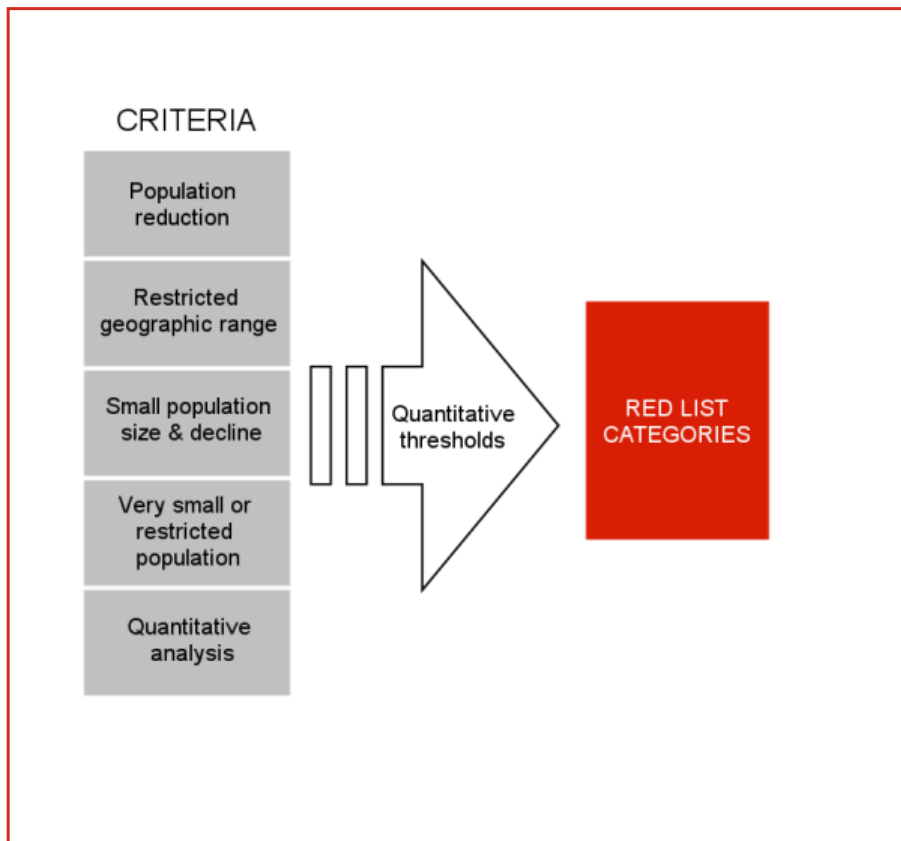 CRITERIA
Population
reduction
Restricted
geographic range
Small population
size & decline
Very small or
restricted
population
Quantitative
analysis
Quantitative
thresholds
RED LIST
CATEGORIES